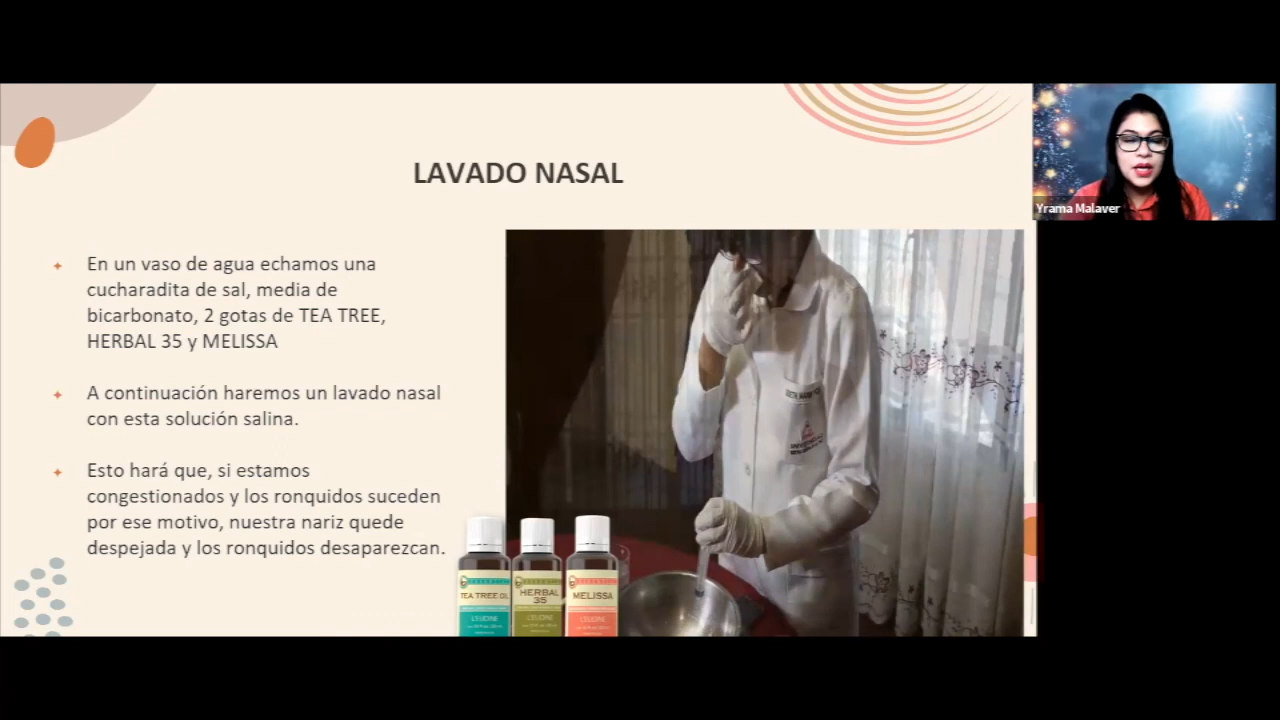 LAVADO NASAL
Yrama Malaver
En un vaso de agua echamos una
cucharadita de sal, media de
bicarbonato, 2 gotas de TEA TREE,
HERBAL 35 y MELISSA
A continuación haremos un lavado nasal
con esta solución salina.
Esto hará que, si estamos
congestionados y los ronquidos suceden
por ese motivo, nuestra nariz quede
despejada y los ronquidos desaparezcan.
TEA TREE OIL
HERBAL
35
MELISSA
L'EUDINE
L'EUDINE
L'EUDINE